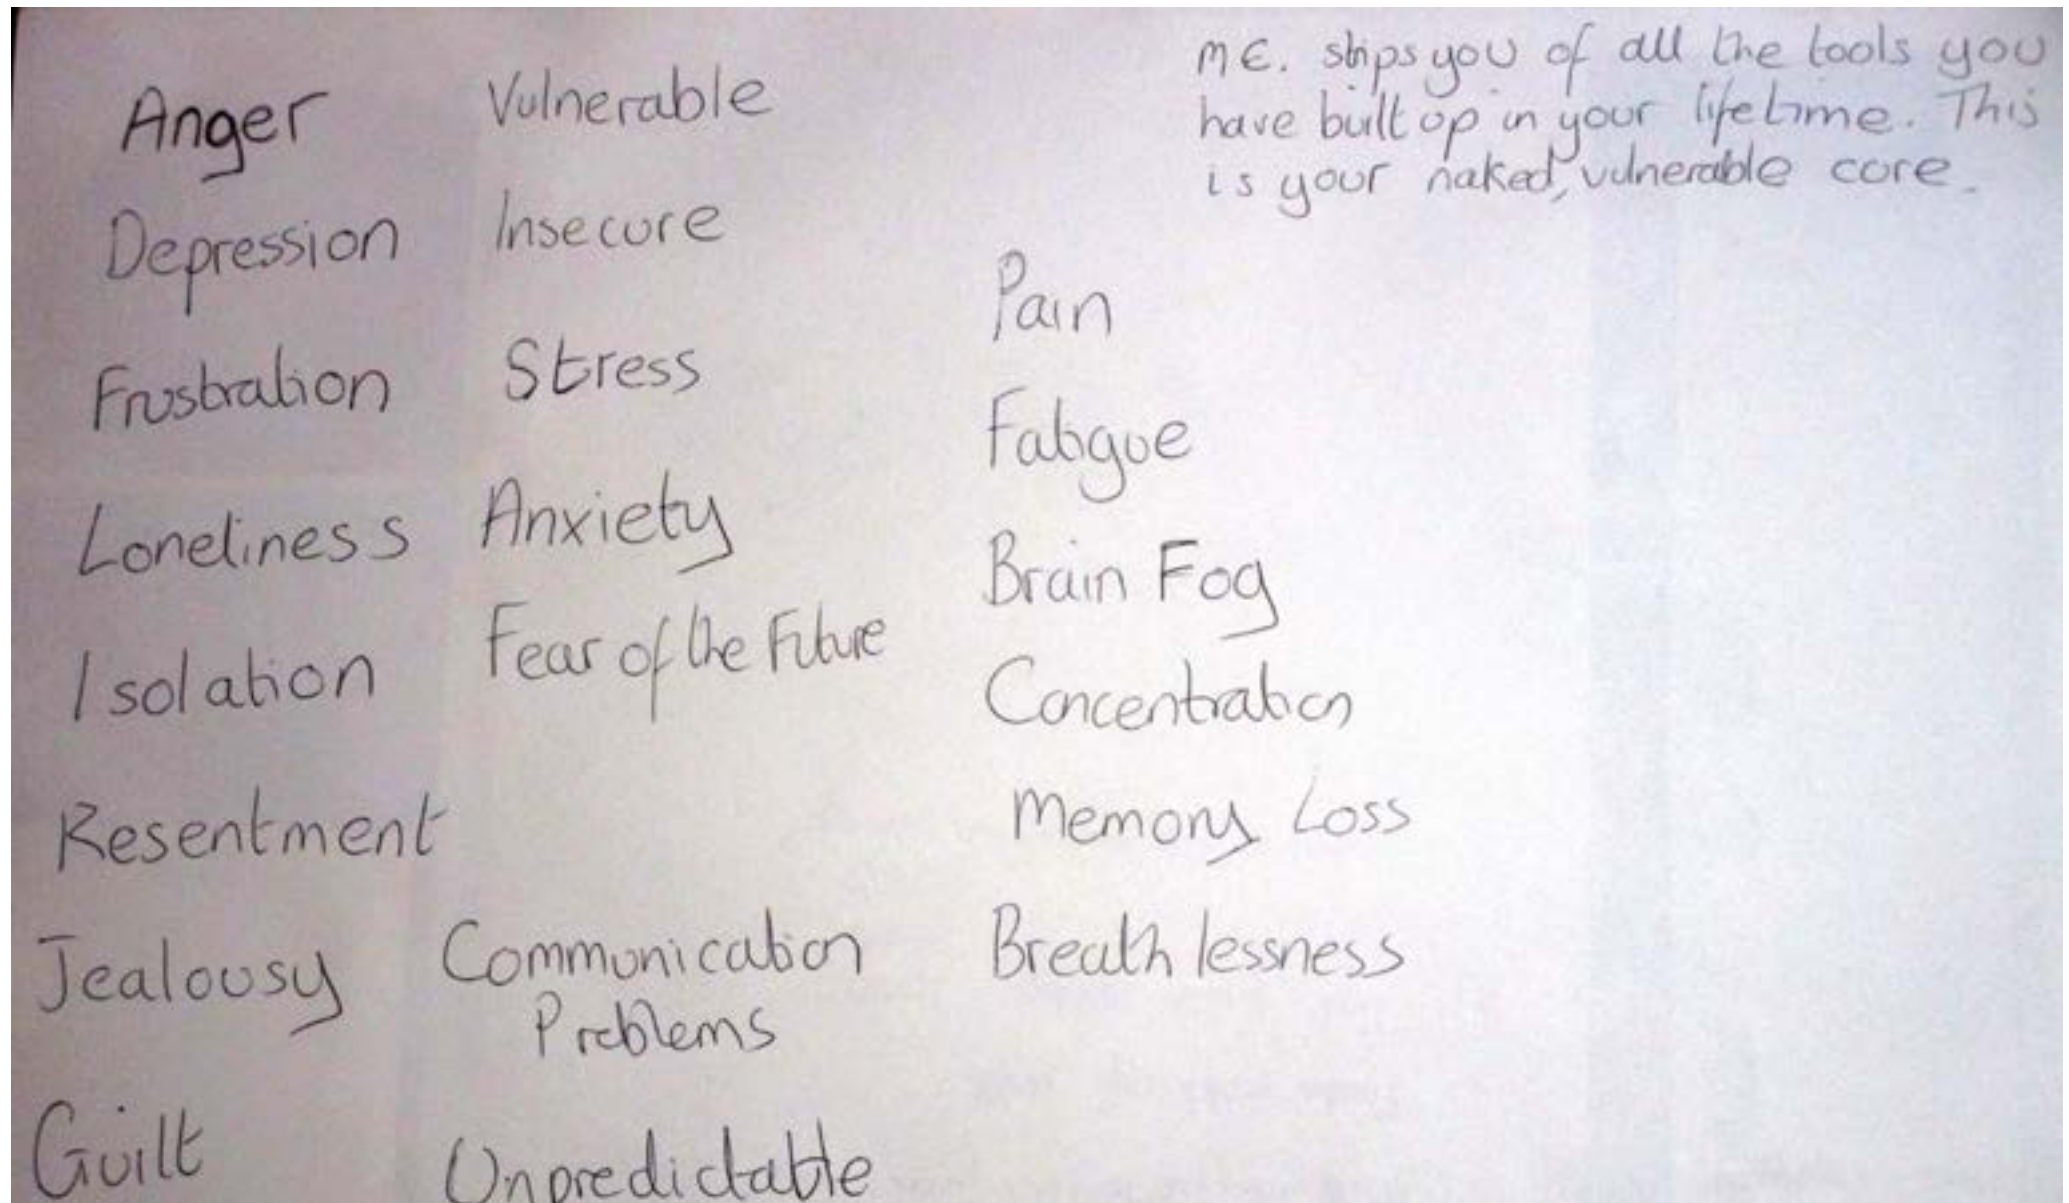 Anger
Depression
Frustration
Loneliness
Isolation
Resentment
Jealousy
Guilt
Vulnerable
Insecure
Stress
Anxiety
Fear of the Future
Communication
Problems
Unpredictable
M.E. strips you of all the tools you
have built up in your lifetime. This
is your naked, vulnerable core.
Pain
Fatigue
Brain Fog
Concentration
Memory Loss
Breathlessness